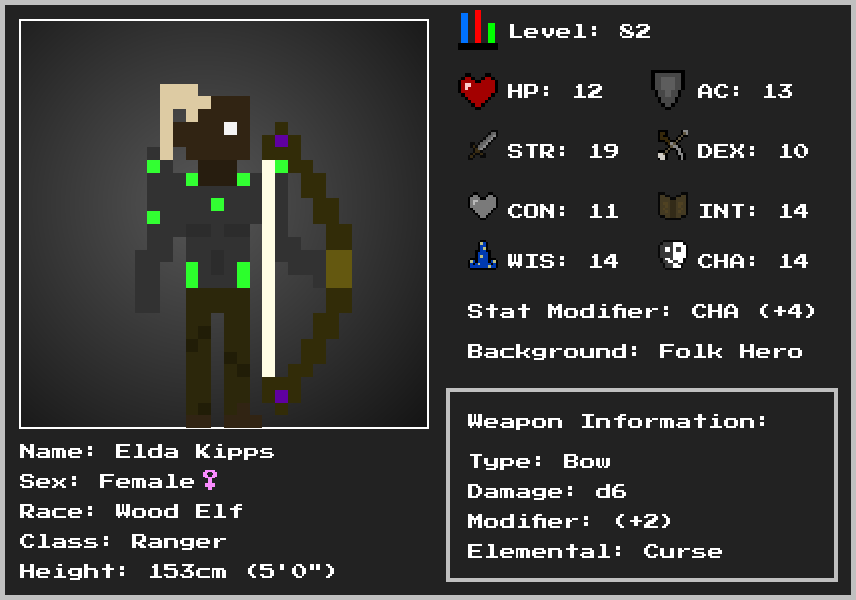 Level: 82
HP: 12
AC: 13
STR: 19
DEX: 10
CON: 11
INT: 14
WIS: 14
CHA: 14
Stat Modifier: CHA (+4)
Background: Folk Hero
Name: Elda Kipps
Sex: Female♀
Race: Wood Elf
Class: Ranger
Height: 153cm (5'0")
Weapon Information:
Type: Bow
Damage: d6
Modifier: (+2)
Elemental: Curse